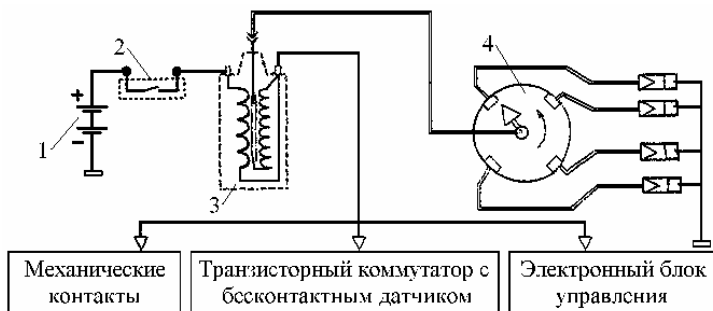 2
4
+
1
−
3
Механические
контакты
Транзисторный коммутатор с
бесконтактным датчиком
Электронный блок
управления